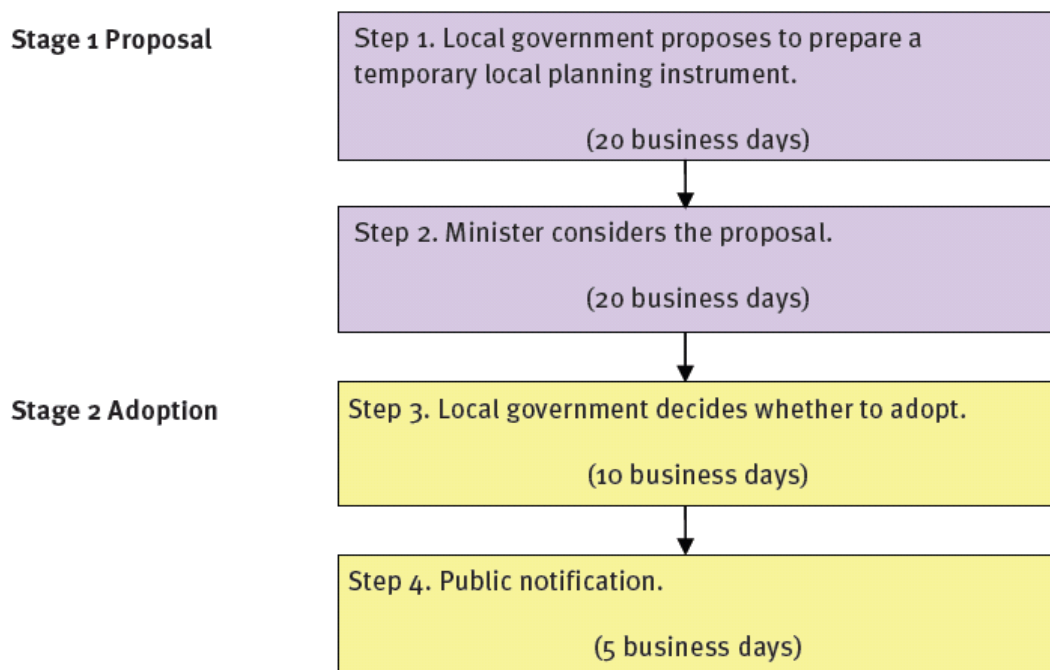 Stage 1 Proposal
Step 1. Local government proposes to prepare a
temporary local planning instrument.
(20 business days)
Step 2. Minister considers the proposal.
(20 business days)
Stage 2 Adoption
Step 3. Local government decides whether to adopt.
(10 business days)
Step 4. Public notification.
(5 business days)